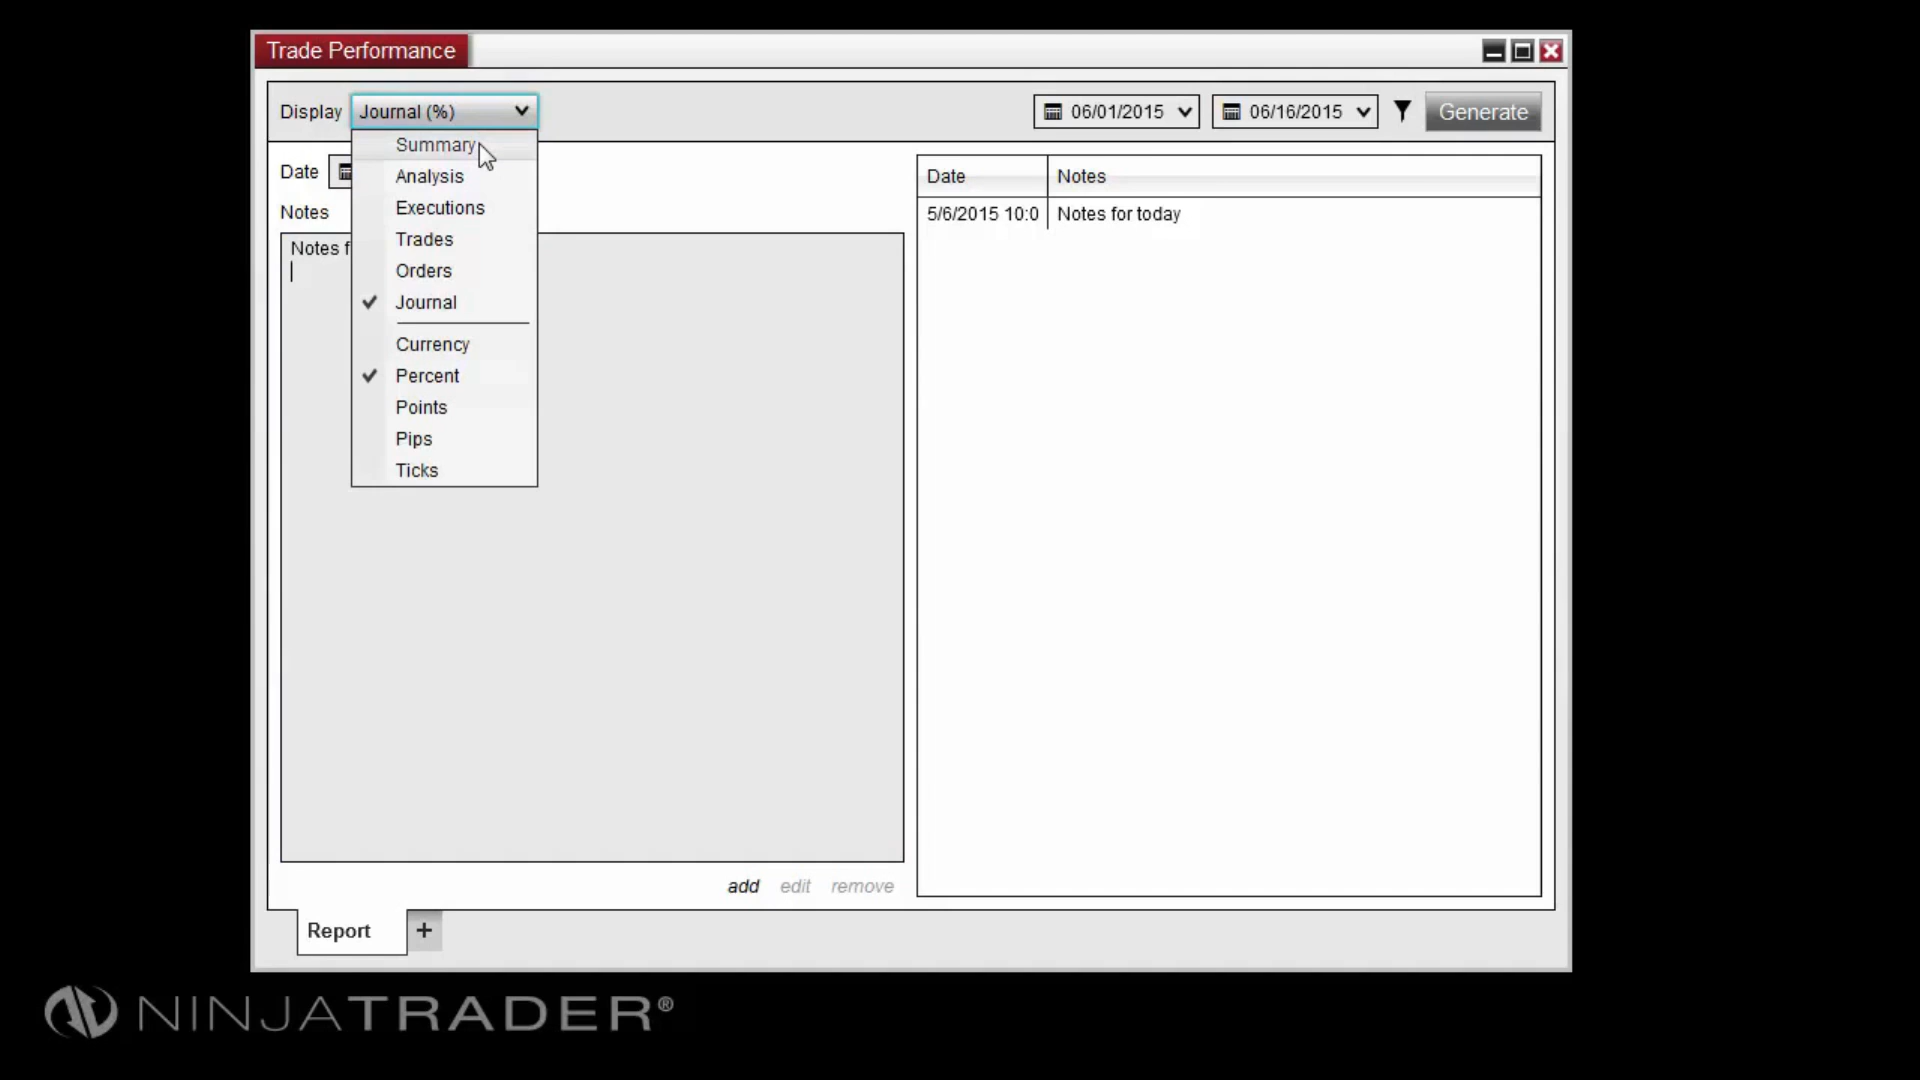 Trade Performance
Display Journal (%) 06/01/2015 06/16/2015 Generate
Summary
Analysis
Executions
Trades
Orders
Journal
Currency
Percent
Points
Pips
Ticks
Date
Notes
Notes f
Date Notes
5/6/2015 10:0 Notes for today
add edit remove
Report +
NINJATRADER®